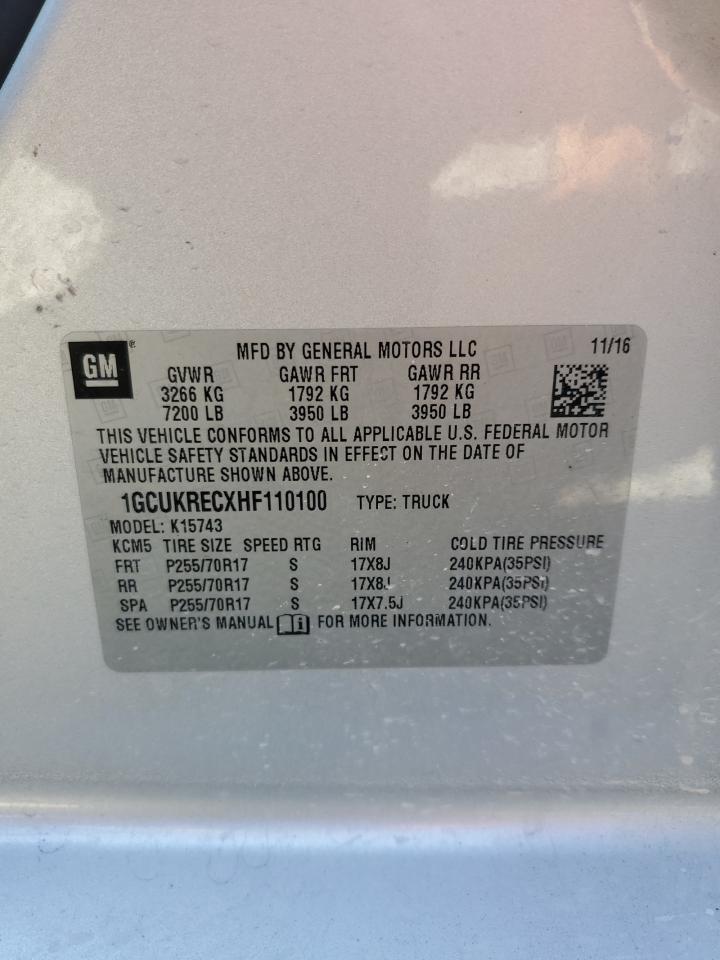 GM ® MFD BY GENERAL MOTORS LLC 11/16
GVWR GAWR FRT GAWR RR
3266 KG 1792 KG 1792 KG
7200 LB 3950 LB 3950 LB
THIS VEHICLE CONFORMS TO ALL APPLICABLE U.S. FEDERAL MOTOR
VEHICLE SAFETY STANDARDS IN EFFECT ON THE DATE OF
MANUFACTURE SHOWN ABOVE.
1GCUKRECXHF110100 TYPE: TRUCK
MODEL: K15743
KCM5 TIRE SIZE SPEED RTG RIM COLD TIRE PRESSURE
FRT P255/70R17 S 17X8J 240KPA(35PSI)
RR P255/70R17 S 17X8J 240KPA(35PSI)
SPA P255/70R17 S 17X7.5J 240KPA(35PSI)
SEE OWNER'S MANUAL i FOR MORE INFORMATION.